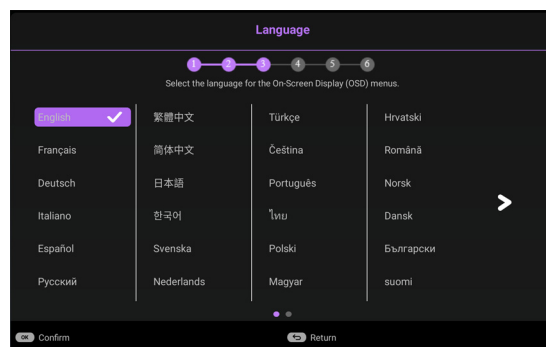 Language
1 2 3 4 5 6
Select the language for the On-Screen Display (OSD) menus.
English 繁體中文 Türkçe Hrvatski
Français 简体中文 Čeština Română
Deutsch 日本語 Português Norsk
Italiano 한국어 ไทย Dansk
Español Svenska Polski Български
Русский Nederlands Magyar suomi
OK Confirm Return